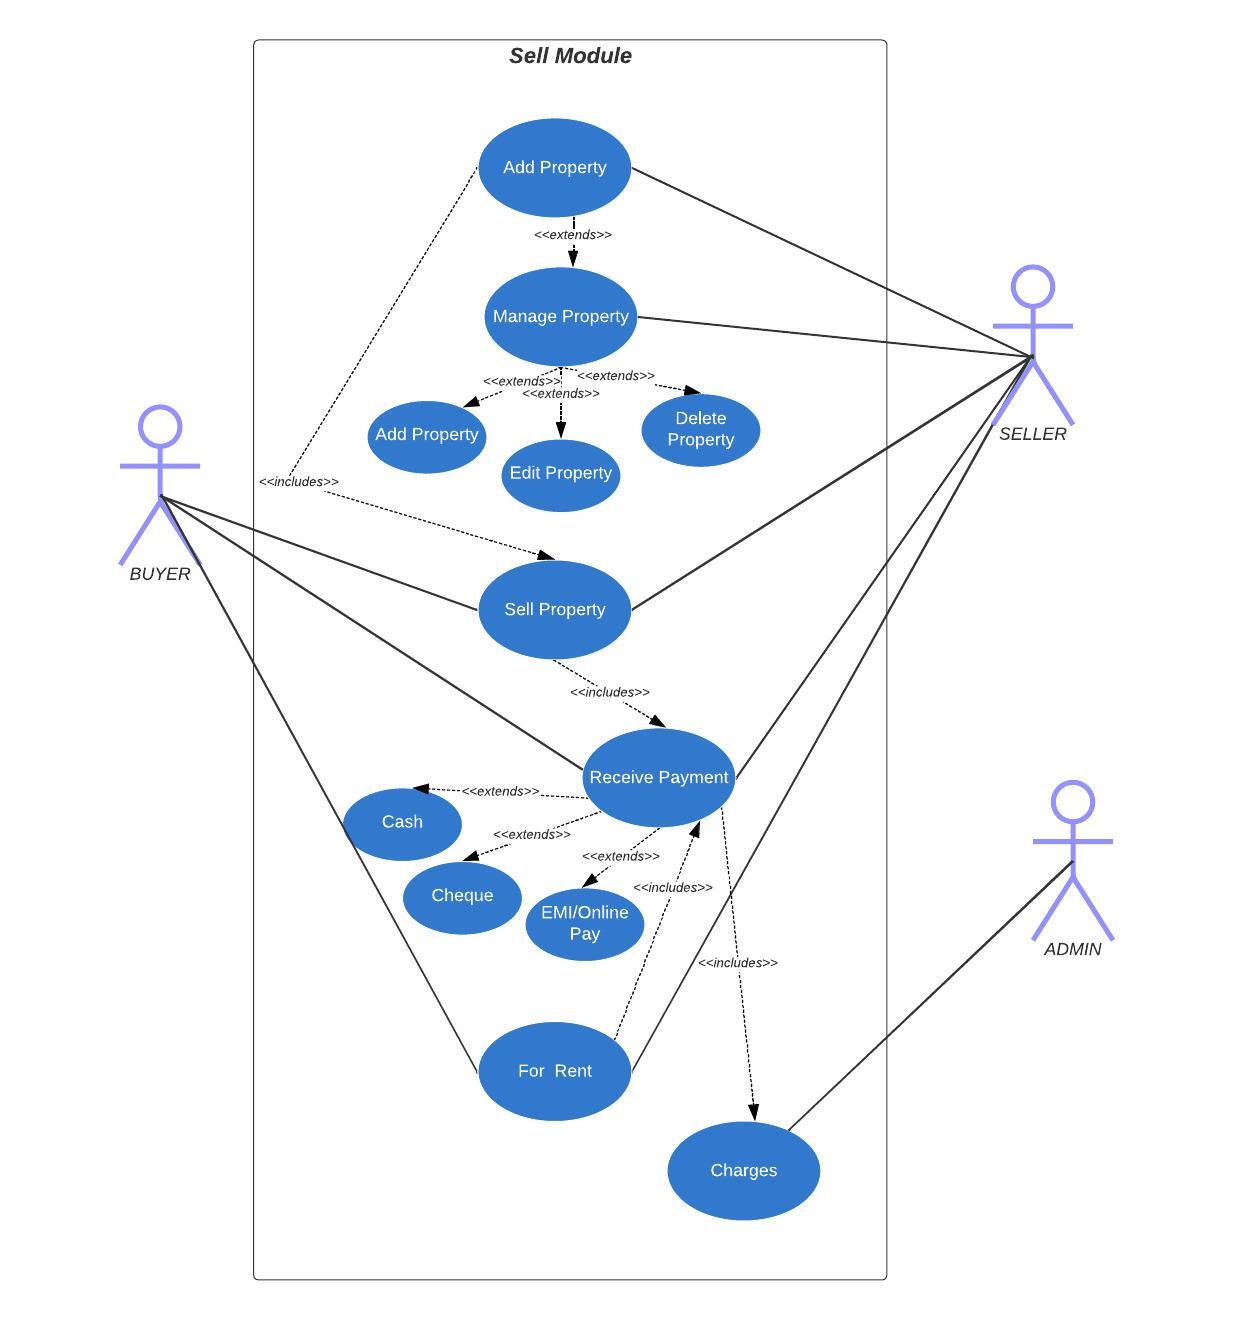 Sell Module
Add Property
<<extends>>
Manage Property
<<extends>>
<<extends>>
<<extends>>
Add Property
Edit Property
Delete
Property
SELLER
<<includes>>
BUYER
Sell Property
<<includes>>
Receive Payment
<<extends>>
Cash
<<extends>>
Cheque
<<extends>>
EMI/Online
Pay
<<includes>>
<<includes>>
ADMIN
For  Rent
Charges